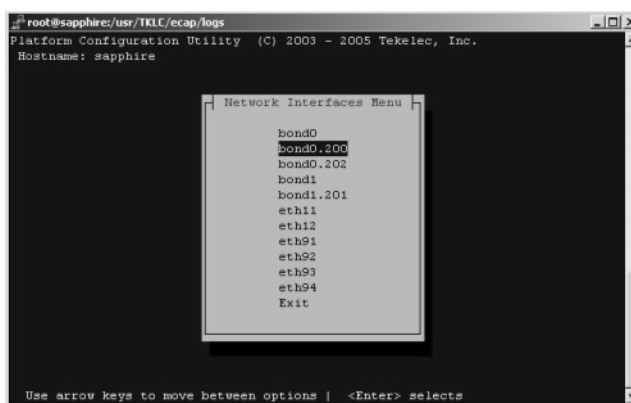 root@sapphire:/usr/TKLC/ecap/logs
Platform Configuration Utility (C) 2003 - 2005 Tekelec, Inc.
Hostname: sapphire
Network Interfaces Menu
bond0
bond0.200
bond0.202
bond1
bond1.201
eth11
eth12
eth91
eth92
eth93
eth94
Exit
Use arrow keys to move between options | <Enter> selects